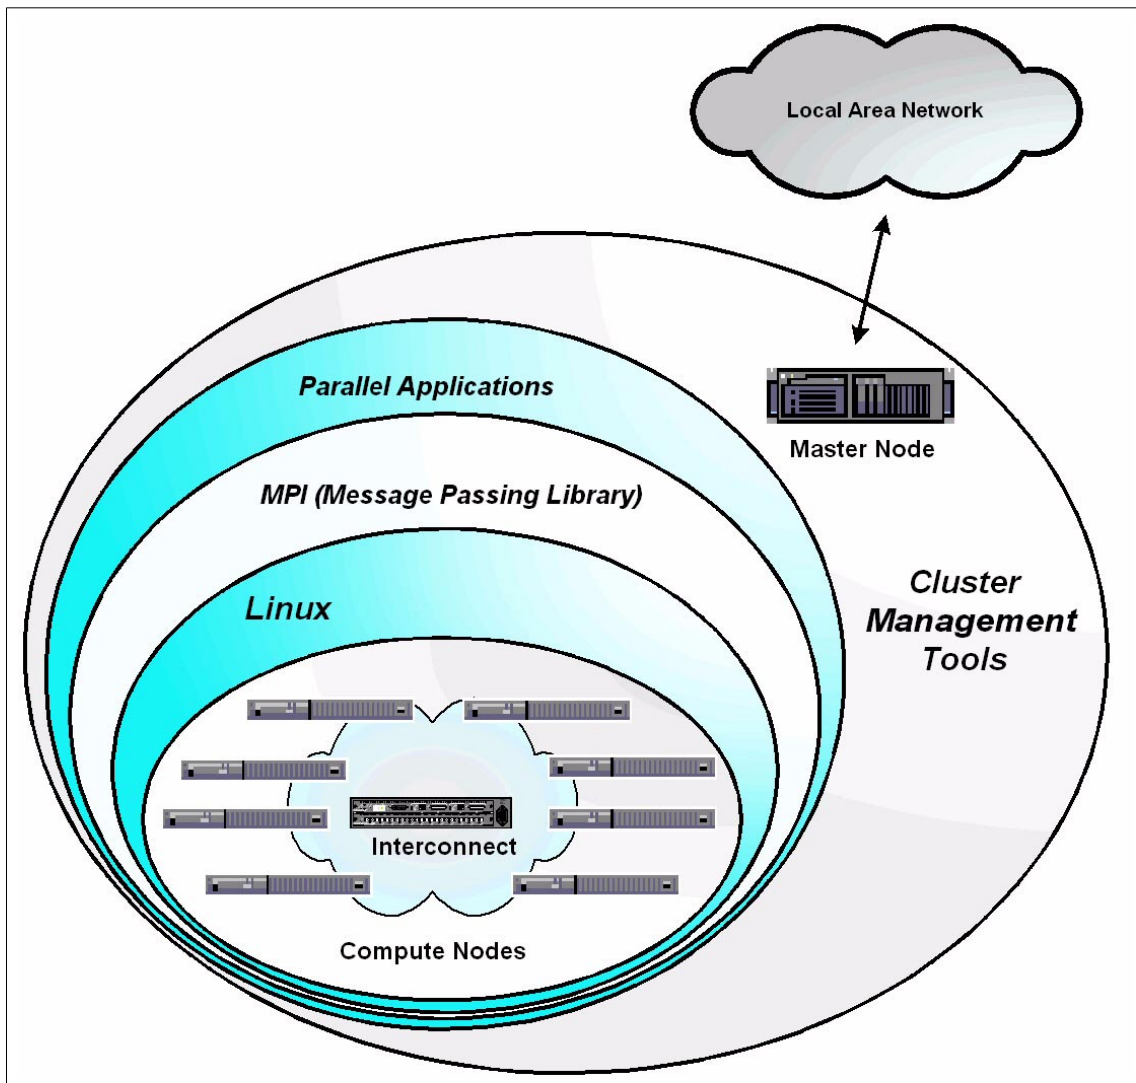 Local Area Network
Parallel Applications
Master Node
MPI (Message Passing Library)
Cluster
Management
Tools
Linux
Interconnect
Compute Nodes